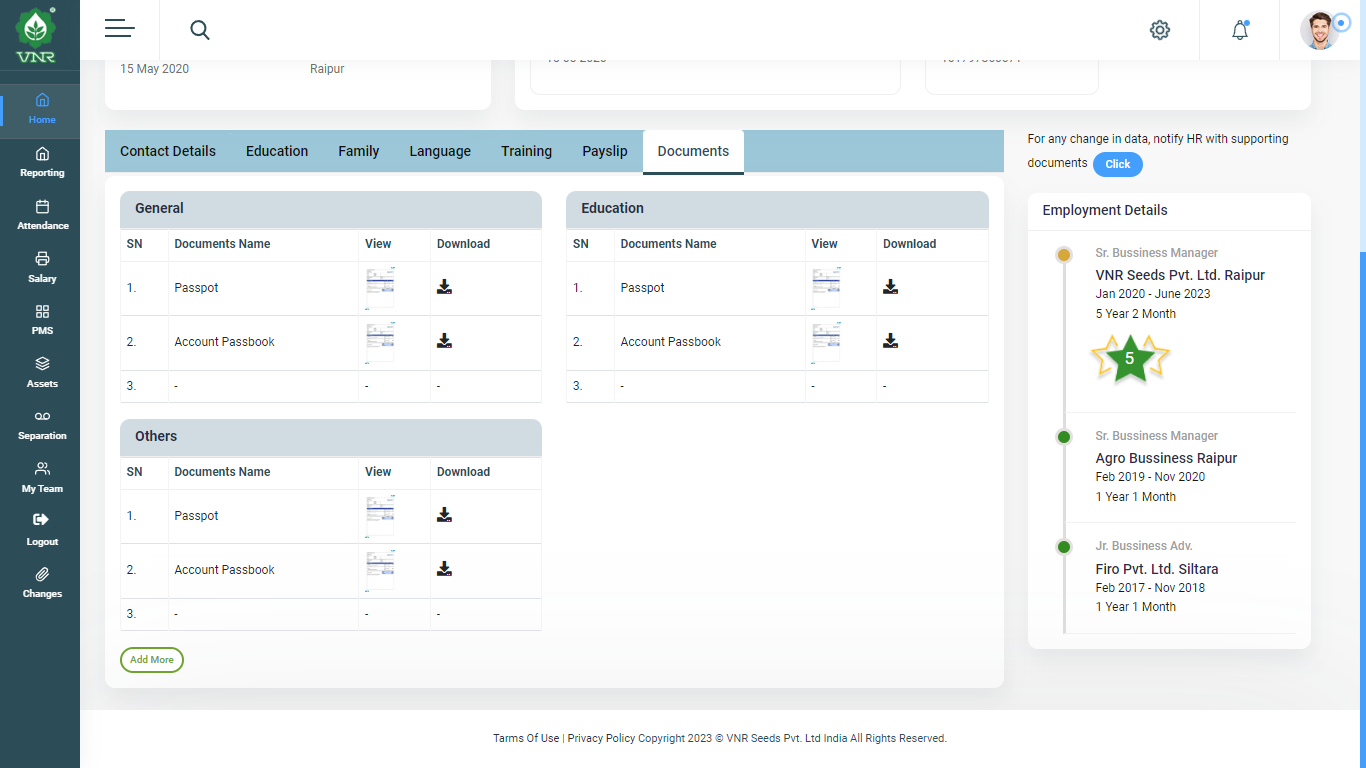 VNR
Home
Reporting
Attendance
Salary
PMS
Assets
Separation
My Team
Logout
Changes
15 May 2020
Raipur
Contact Details
Education
Family
Language
Training
Payslip
Documents
General
SN Documents Name View Download
1. Passpot
2. Account Passbook
3. - - -
Education
SN Documents Name View Download
1. Passpot
2. Account Passbook
3. - - -
Others
SN Documents Name View Download
1. Passpot
2. Account Passbook
3. - - -
Add More
For any change in data, notify HR with supporting
documents Click
Employment Details
Sr. Bussiness Manager
VNR Seeds Pvt. Ltd. Raipur
Jan 2020 - June 2023
5 Year 2 Month
5
Sr. Bussiness Manager
Agro Bussiness Raipur
Feb 2019 - Nov 2020
1 Year 1 Month
Jr. Bussiness Adv.
Firo Pvt. Ltd. Siltara
Feb 2017 - Nov 2018
1 Year 1 Month
Tarms Of Use | Privacy Policy Copyright 2023 © VNR Seeds Pvt. Ltd India All Rights Reserved.